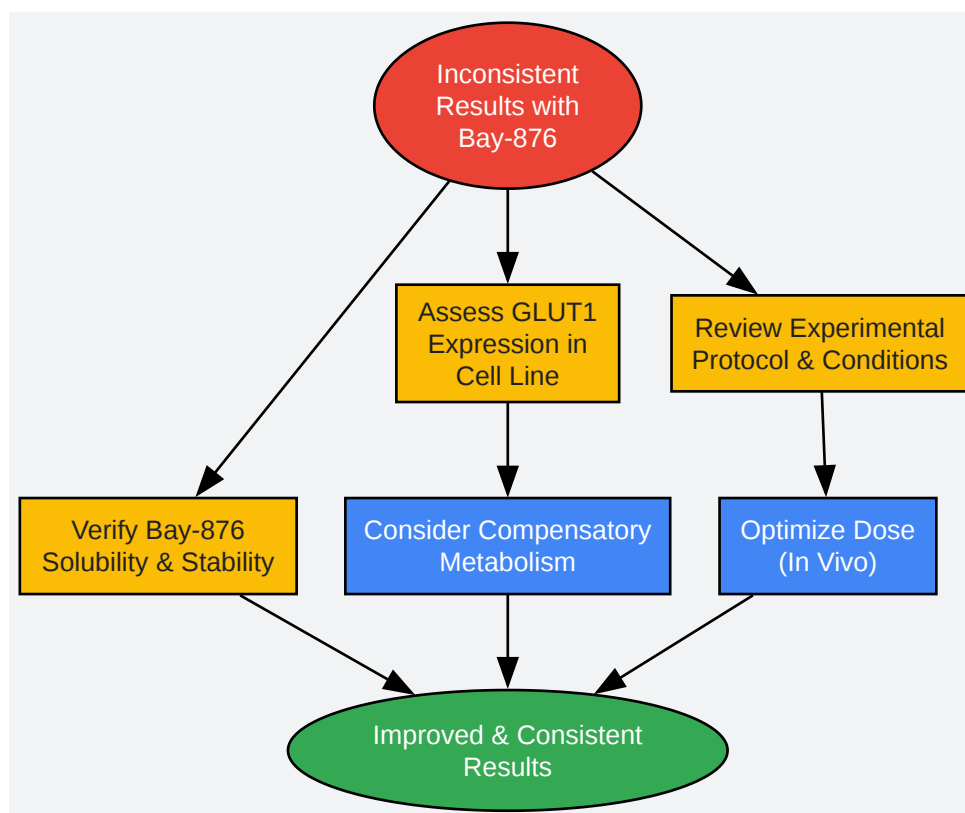 Inconsistent
Results with
Bay-876
Assess GLUT1
Expression in
Cell Line
Review Experimental
Protocol & Conditions
Verify Bay-876
Solubility & Stability
Consider Compensatory
Metabolism
Optimize Dose
(In Vivo)
Improved & Consistent
Results